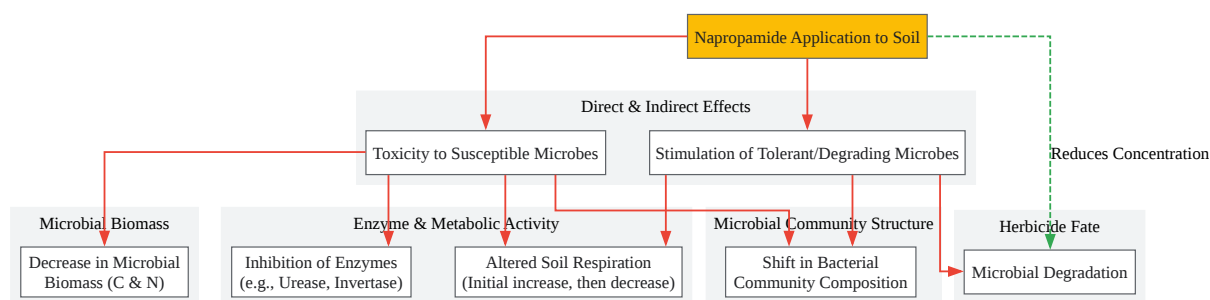 Napropamide Application to Soil
Direct & Indirect Effects
Toxicity to Susceptible Microbes
Stimulation of Tolerant/Degrading Microbes
Reduces Concentration
Microbial Biomass
Enzyme & Metabolic Activity
Microbial Community Structure
Herbicide Fate
Decrease in Microbial
Biomass (C & N)
Inhibition of Enzymes
(e.g., Urease, Invertase)
Altered Soil Respiration
(Initial increase, then decrease)
Shift in Bacterial
Community Composition
Microbial Degradation